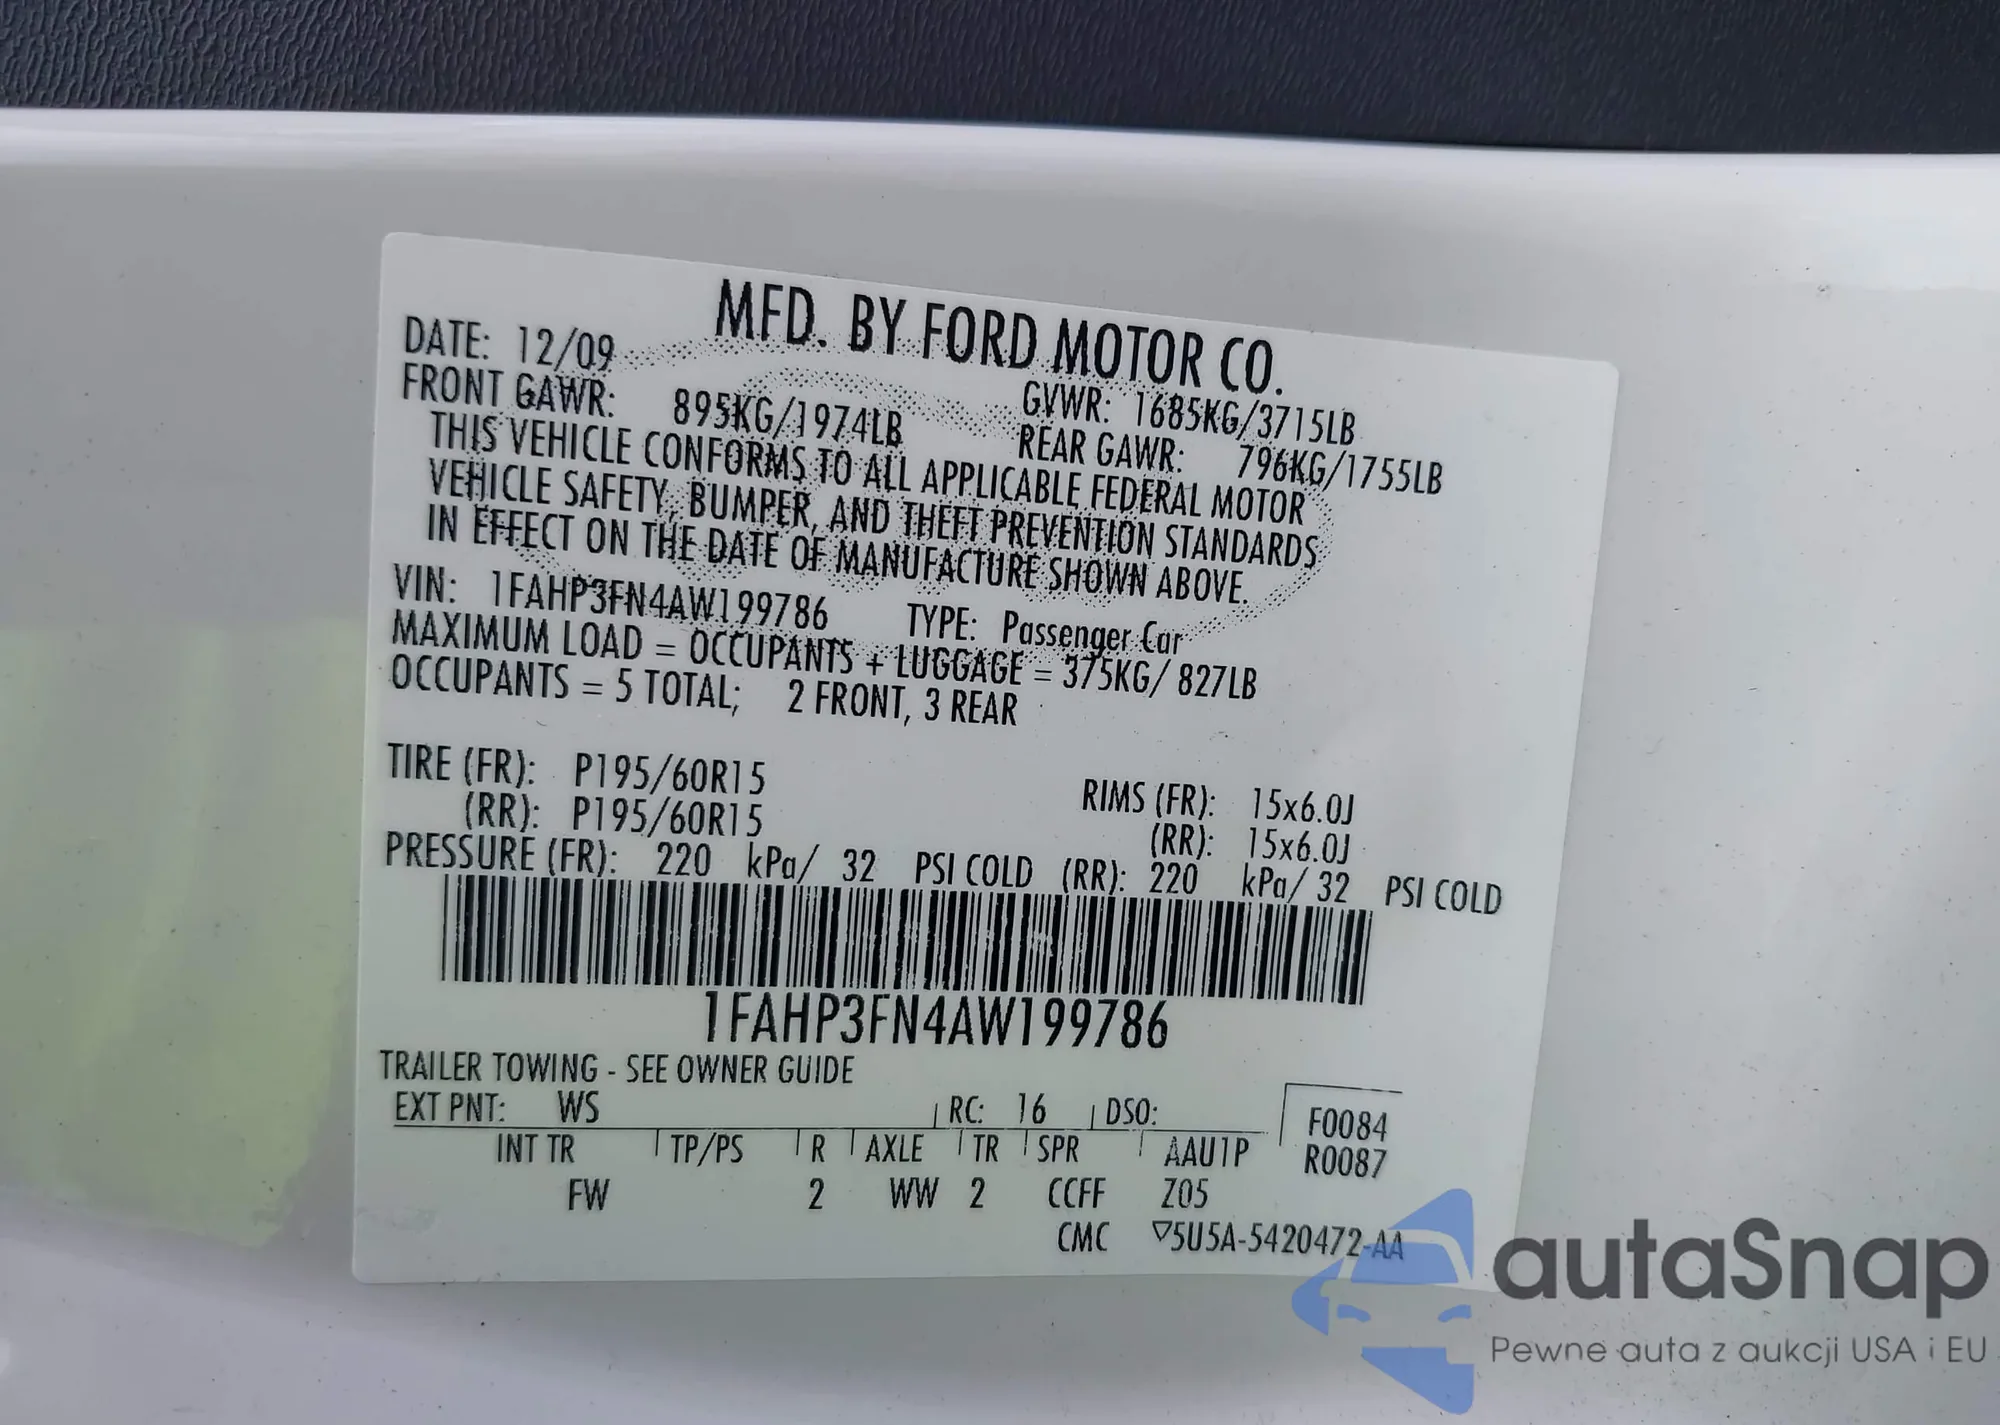 MFD. BY FORD MOTOR CO.
DATE: 12/09 GVWR: 1685KG/3715LB
FRONT GAWR: 895KG/1974LB REAR GAWR: 796KG/1755LB
THIS VEHICLE CONFORMS TO ALL APPLICABLE FEDERAL MOTOR
VEHICLE SAFETY, BUMPER, AND THEFT PREVENTION STANDARDS
IN EFFECT ON THE DATE OF MANUFACTURE SHOWN ABOVE.
VIN: 1FAHP3FN4AW199786 TYPE: Passenger Car
MAXIMUM LOAD = OCCUPANTS + LUGGAGE = 375KG/ 827LB
OCCUPANTS = 5 TOTAL; 2 FRONT, 3 REAR
TIRE (FR): P195/60R15 RIMS (FR): 15x6.0J
(RR): P195/60R15 (RR): 15x6.0J
PRESSURE (FR): 220 kPa/ 32 PSI COLD (RR): 220 kPa/ 32 PSI COLD
1FAHP3FN4AW199786
TRAILER TOWING - SEE OWNER GUIDE
EXT PNT: WS RC: 16 DSO: F0084
INT TR TP/PS R AXLE TR SPR AAU1P R0087
FW 2 WW 2 CCFF Z05
CMC ▽5U5A-5420472-AA
autaSnap
Pewne auta z aukcji USA i EU